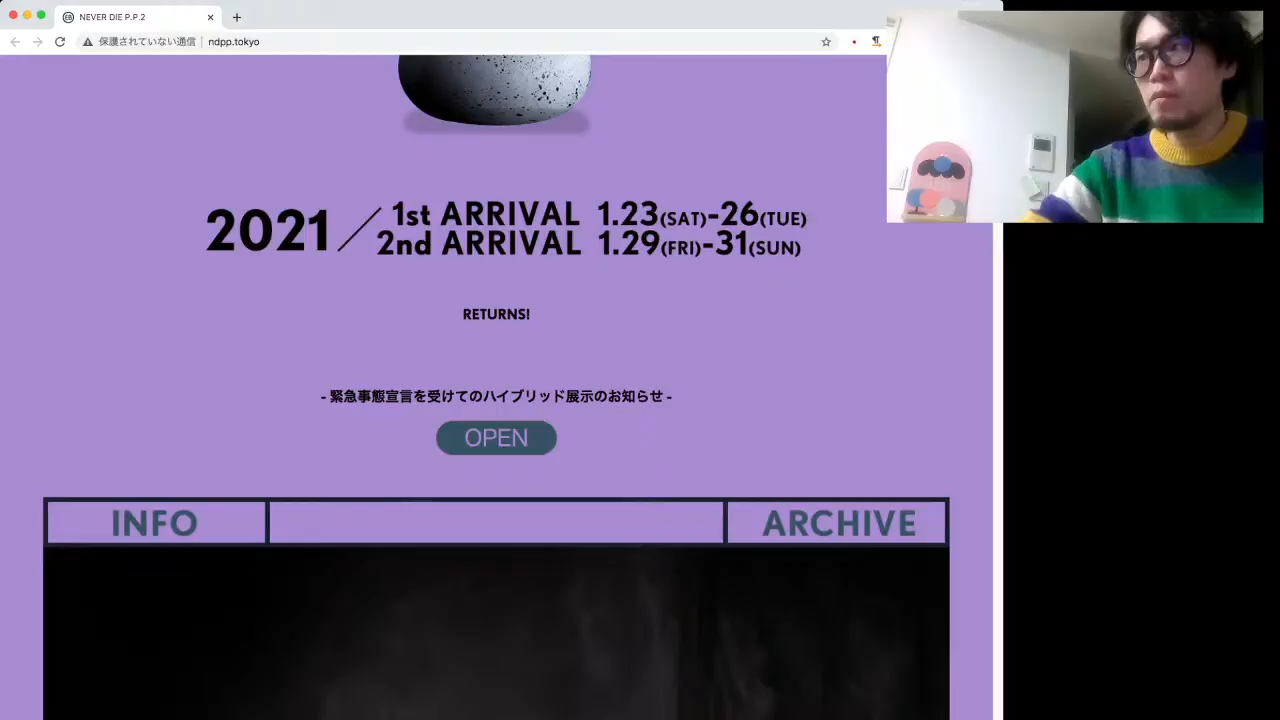 NEVER DIE P.P.2
保護されていない通信
ndpp.tokyo
2021
1st ARRIVAL 1.23(SAT)-26(TUE)
2nd ARRIVAL 1.29(FRI)-31(SUN)
RETURNS!
- 緊急事態宣言を受けてのハイブリッド展示のお知らせ -
OPEN
INFO
ARCHIVE